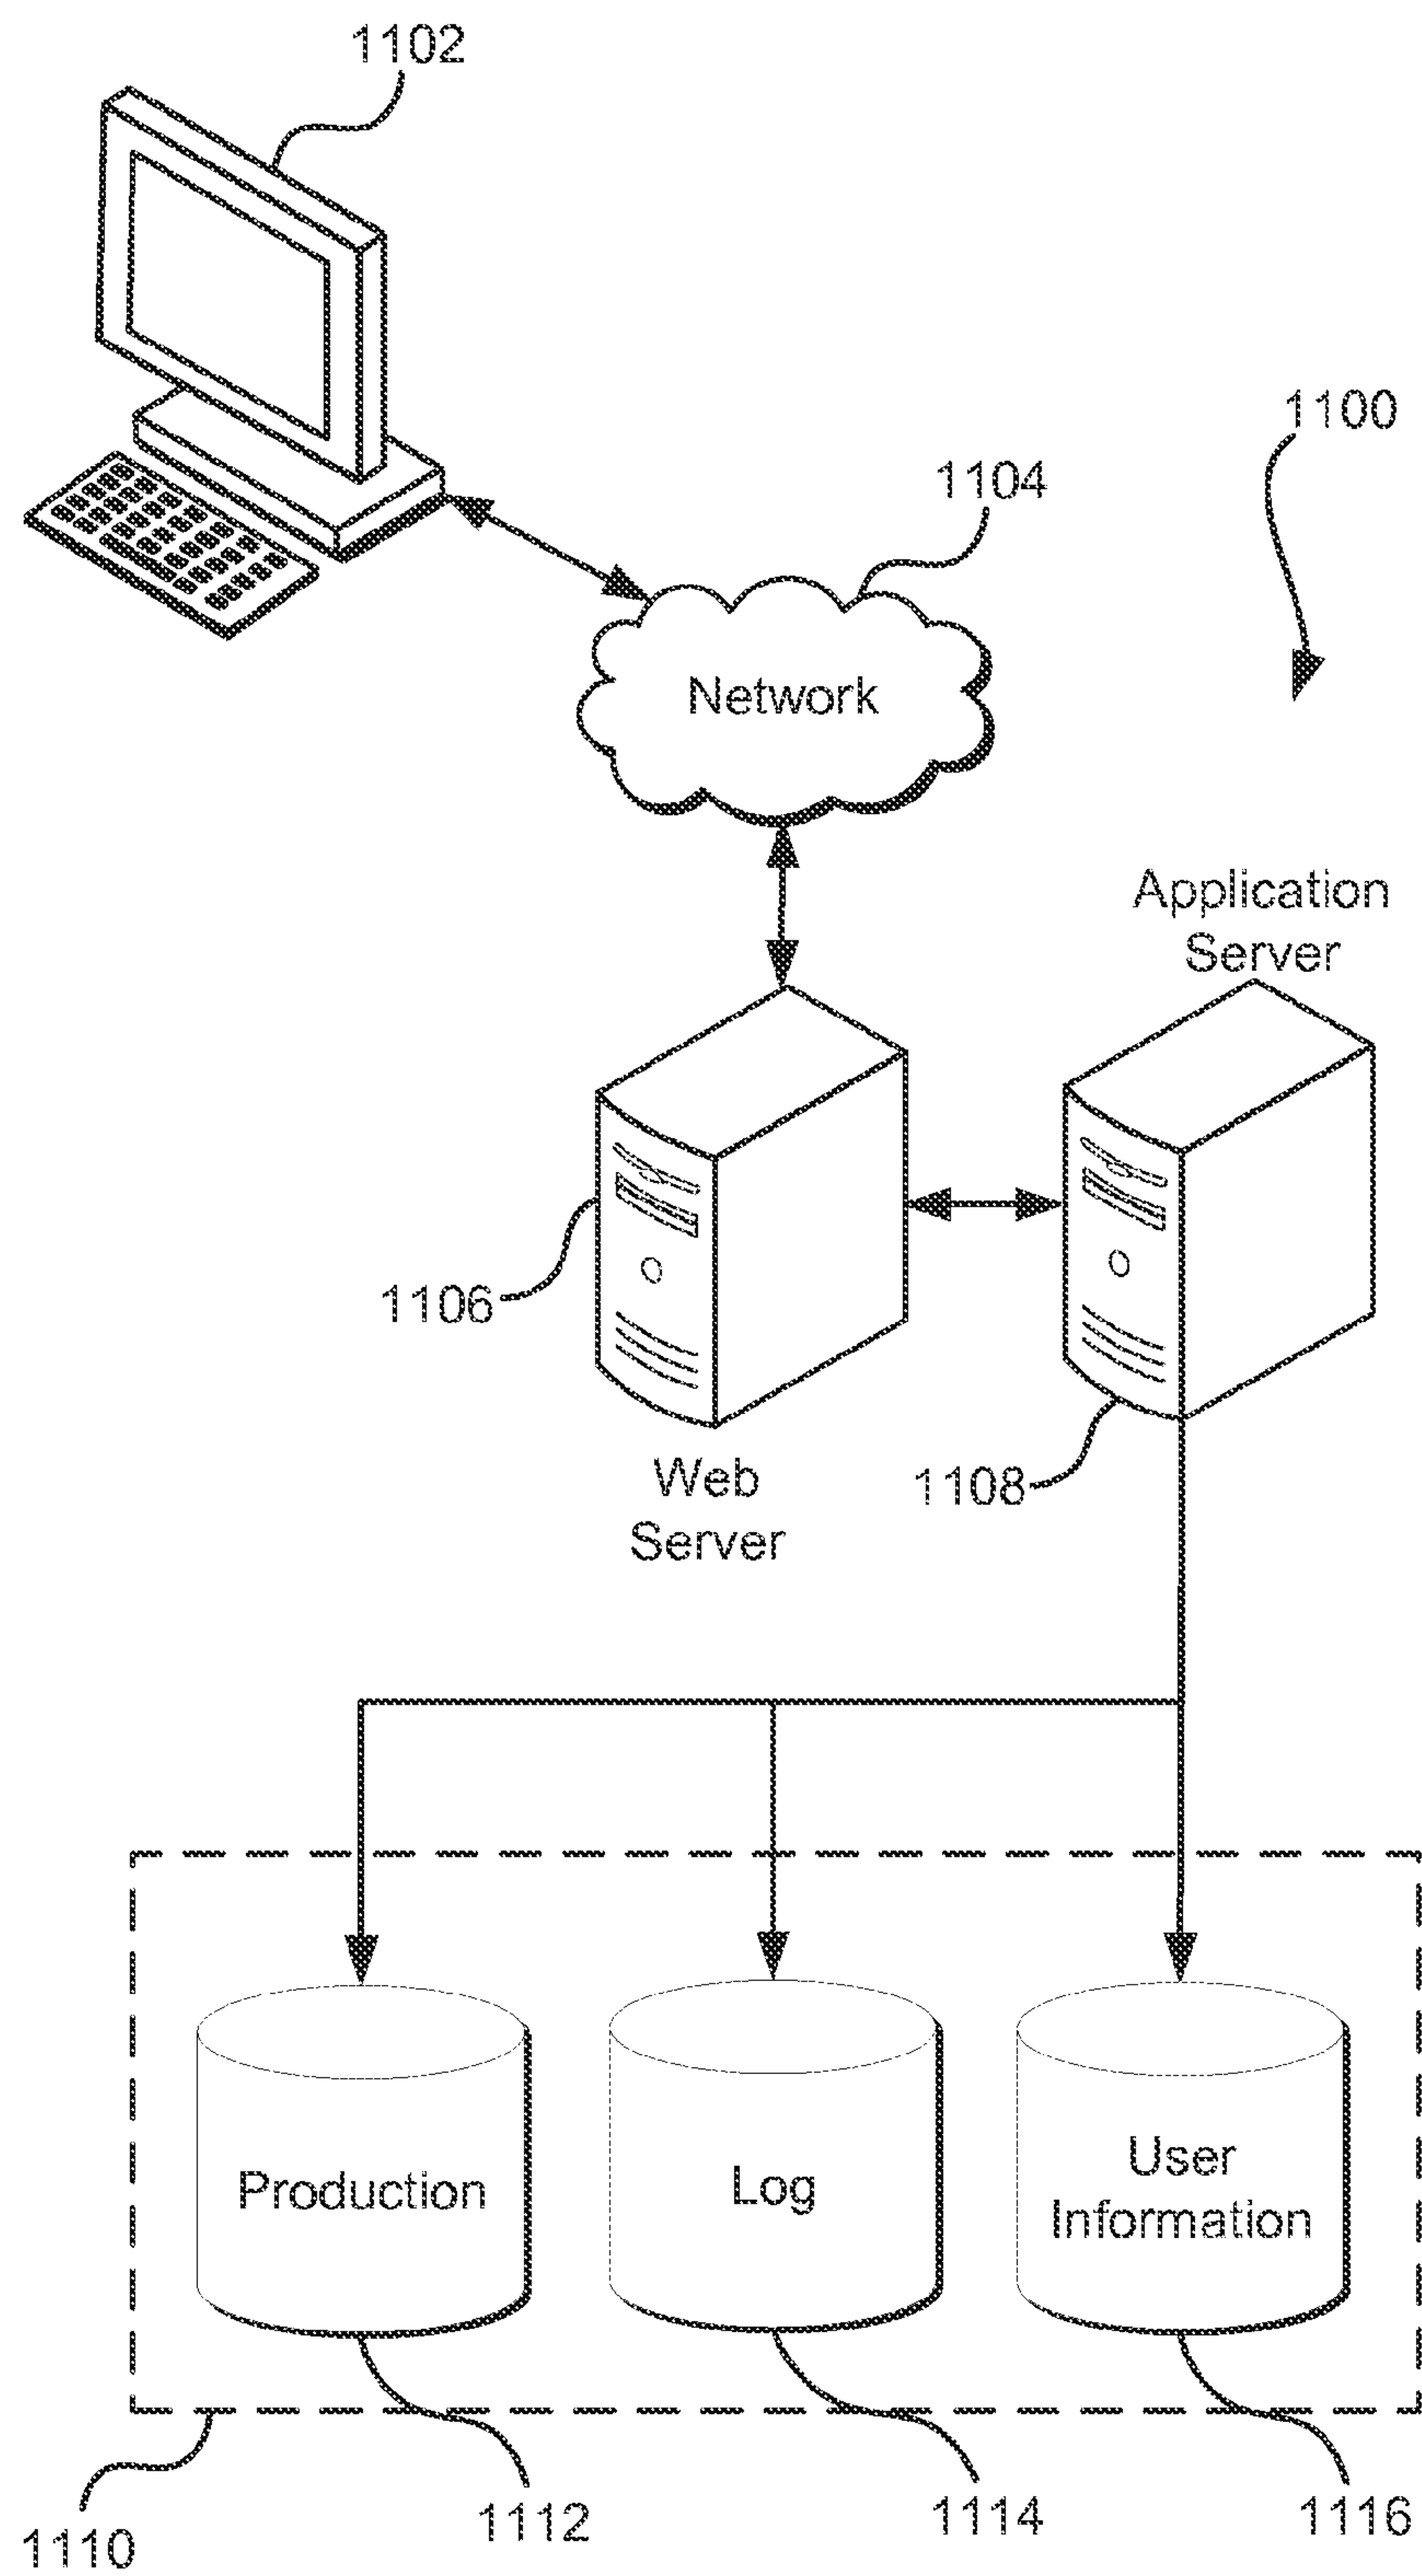 1102
1100
1104
Network
Application
Server
1106
Web
Server
1108
Production
Log
User
Information
1110
1112
1114
1116